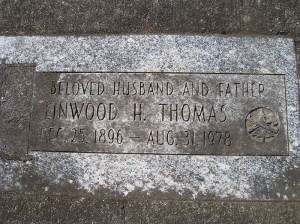 BELOVED HUSBAND AND FATHER
LINWOOD H. THOMAS
DEC. 25, 1896 — AUG. 31, 1978